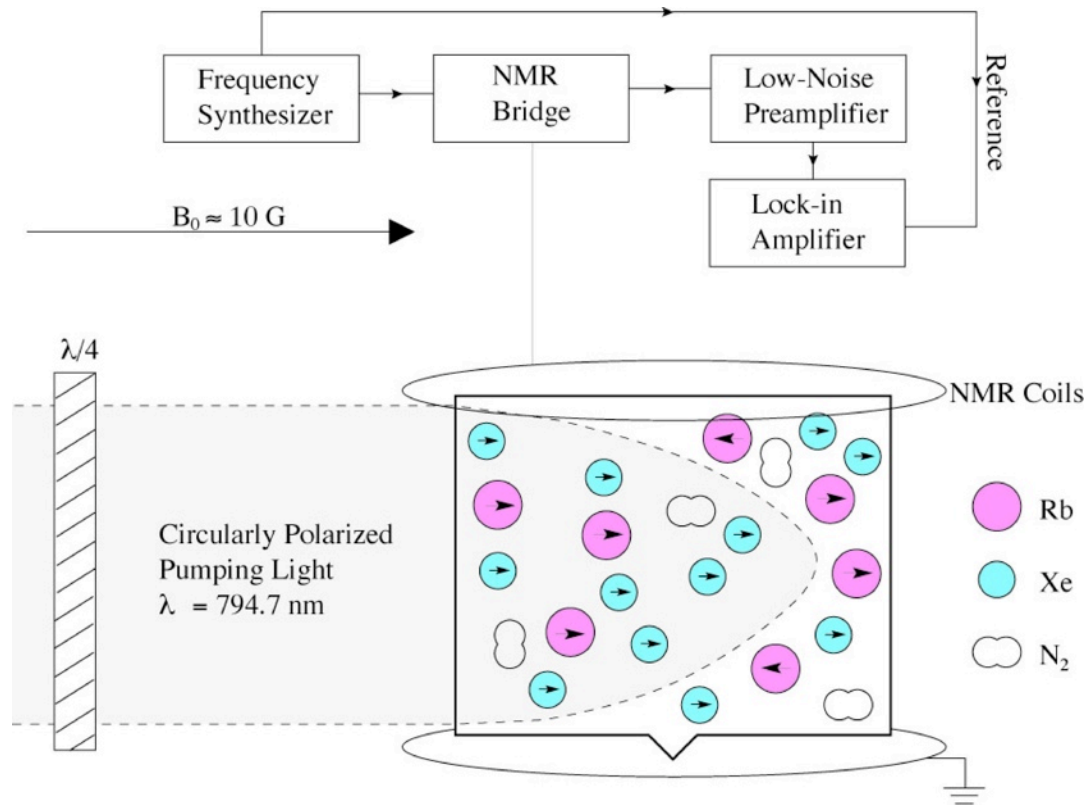 Frequency
Synthesizer
NMR
Bridge
Low-Noise
Preamplifier
Reference
Lock-in
Amplifier
B₀ ≈ 10 G
λ/4
NMR Coils
Circularly Polarized
Pumping Light
λ = 794.7 nm
Rb
Xe
N₂